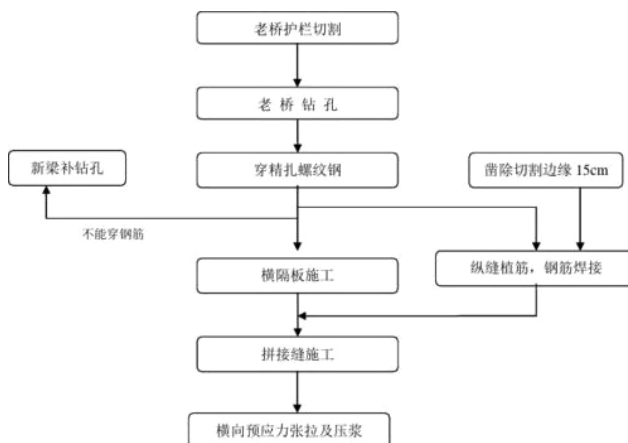 老桥护栏切割
老 桥 钻 孔
新梁补钻孔
穿精扎螺纹钢
凿除切割边缘 15cm
不能穿钢筋
横隔板施工
纵缝植筋，钢筋焊接
拼接缝施工
横向预应力张拉及压浆